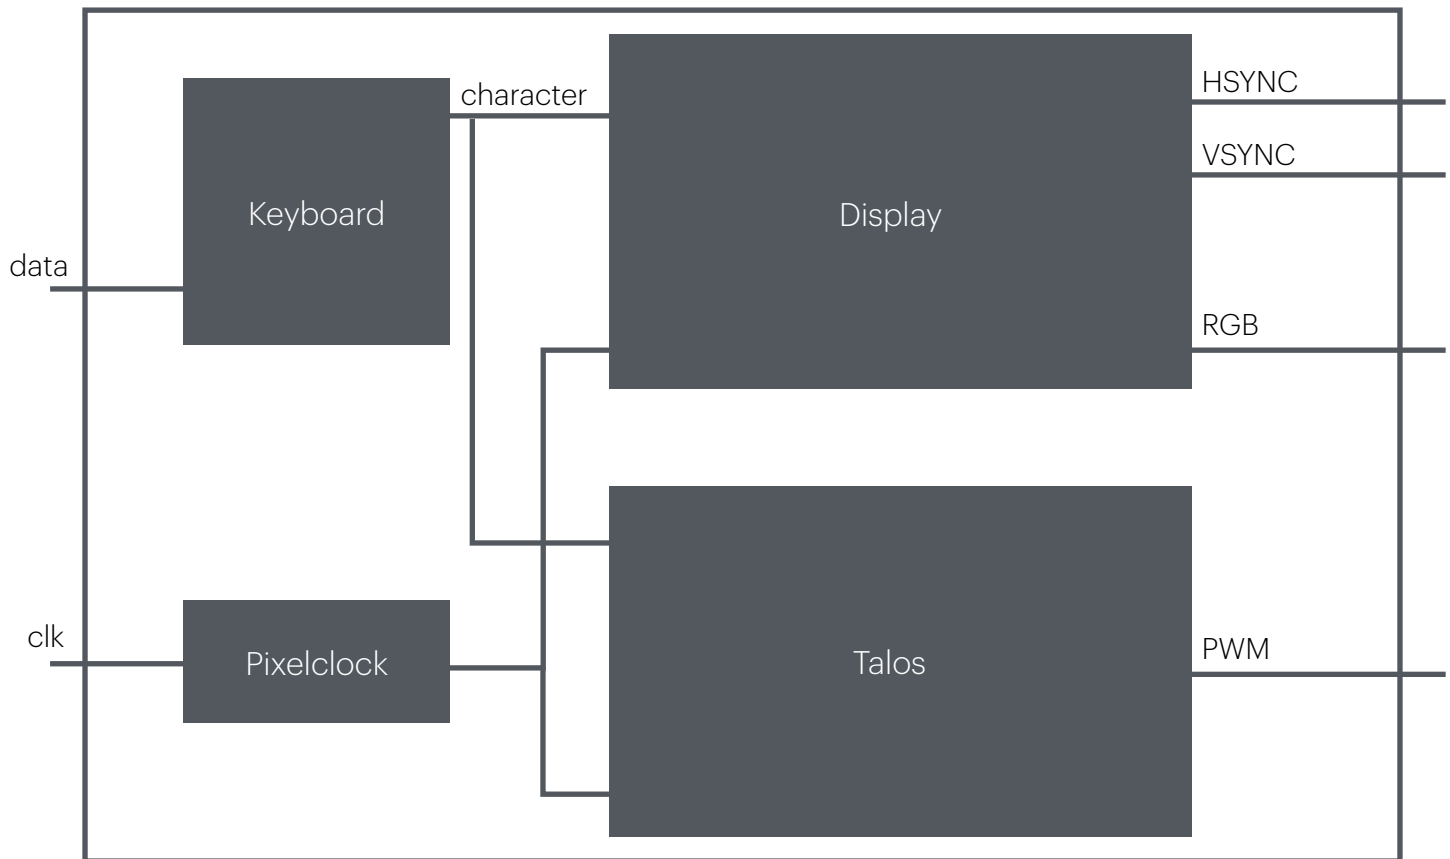 HSYNC
character
VSYNC
Keyboard
Display
data
RGB
clk
Pixelclock
Talos
PWM